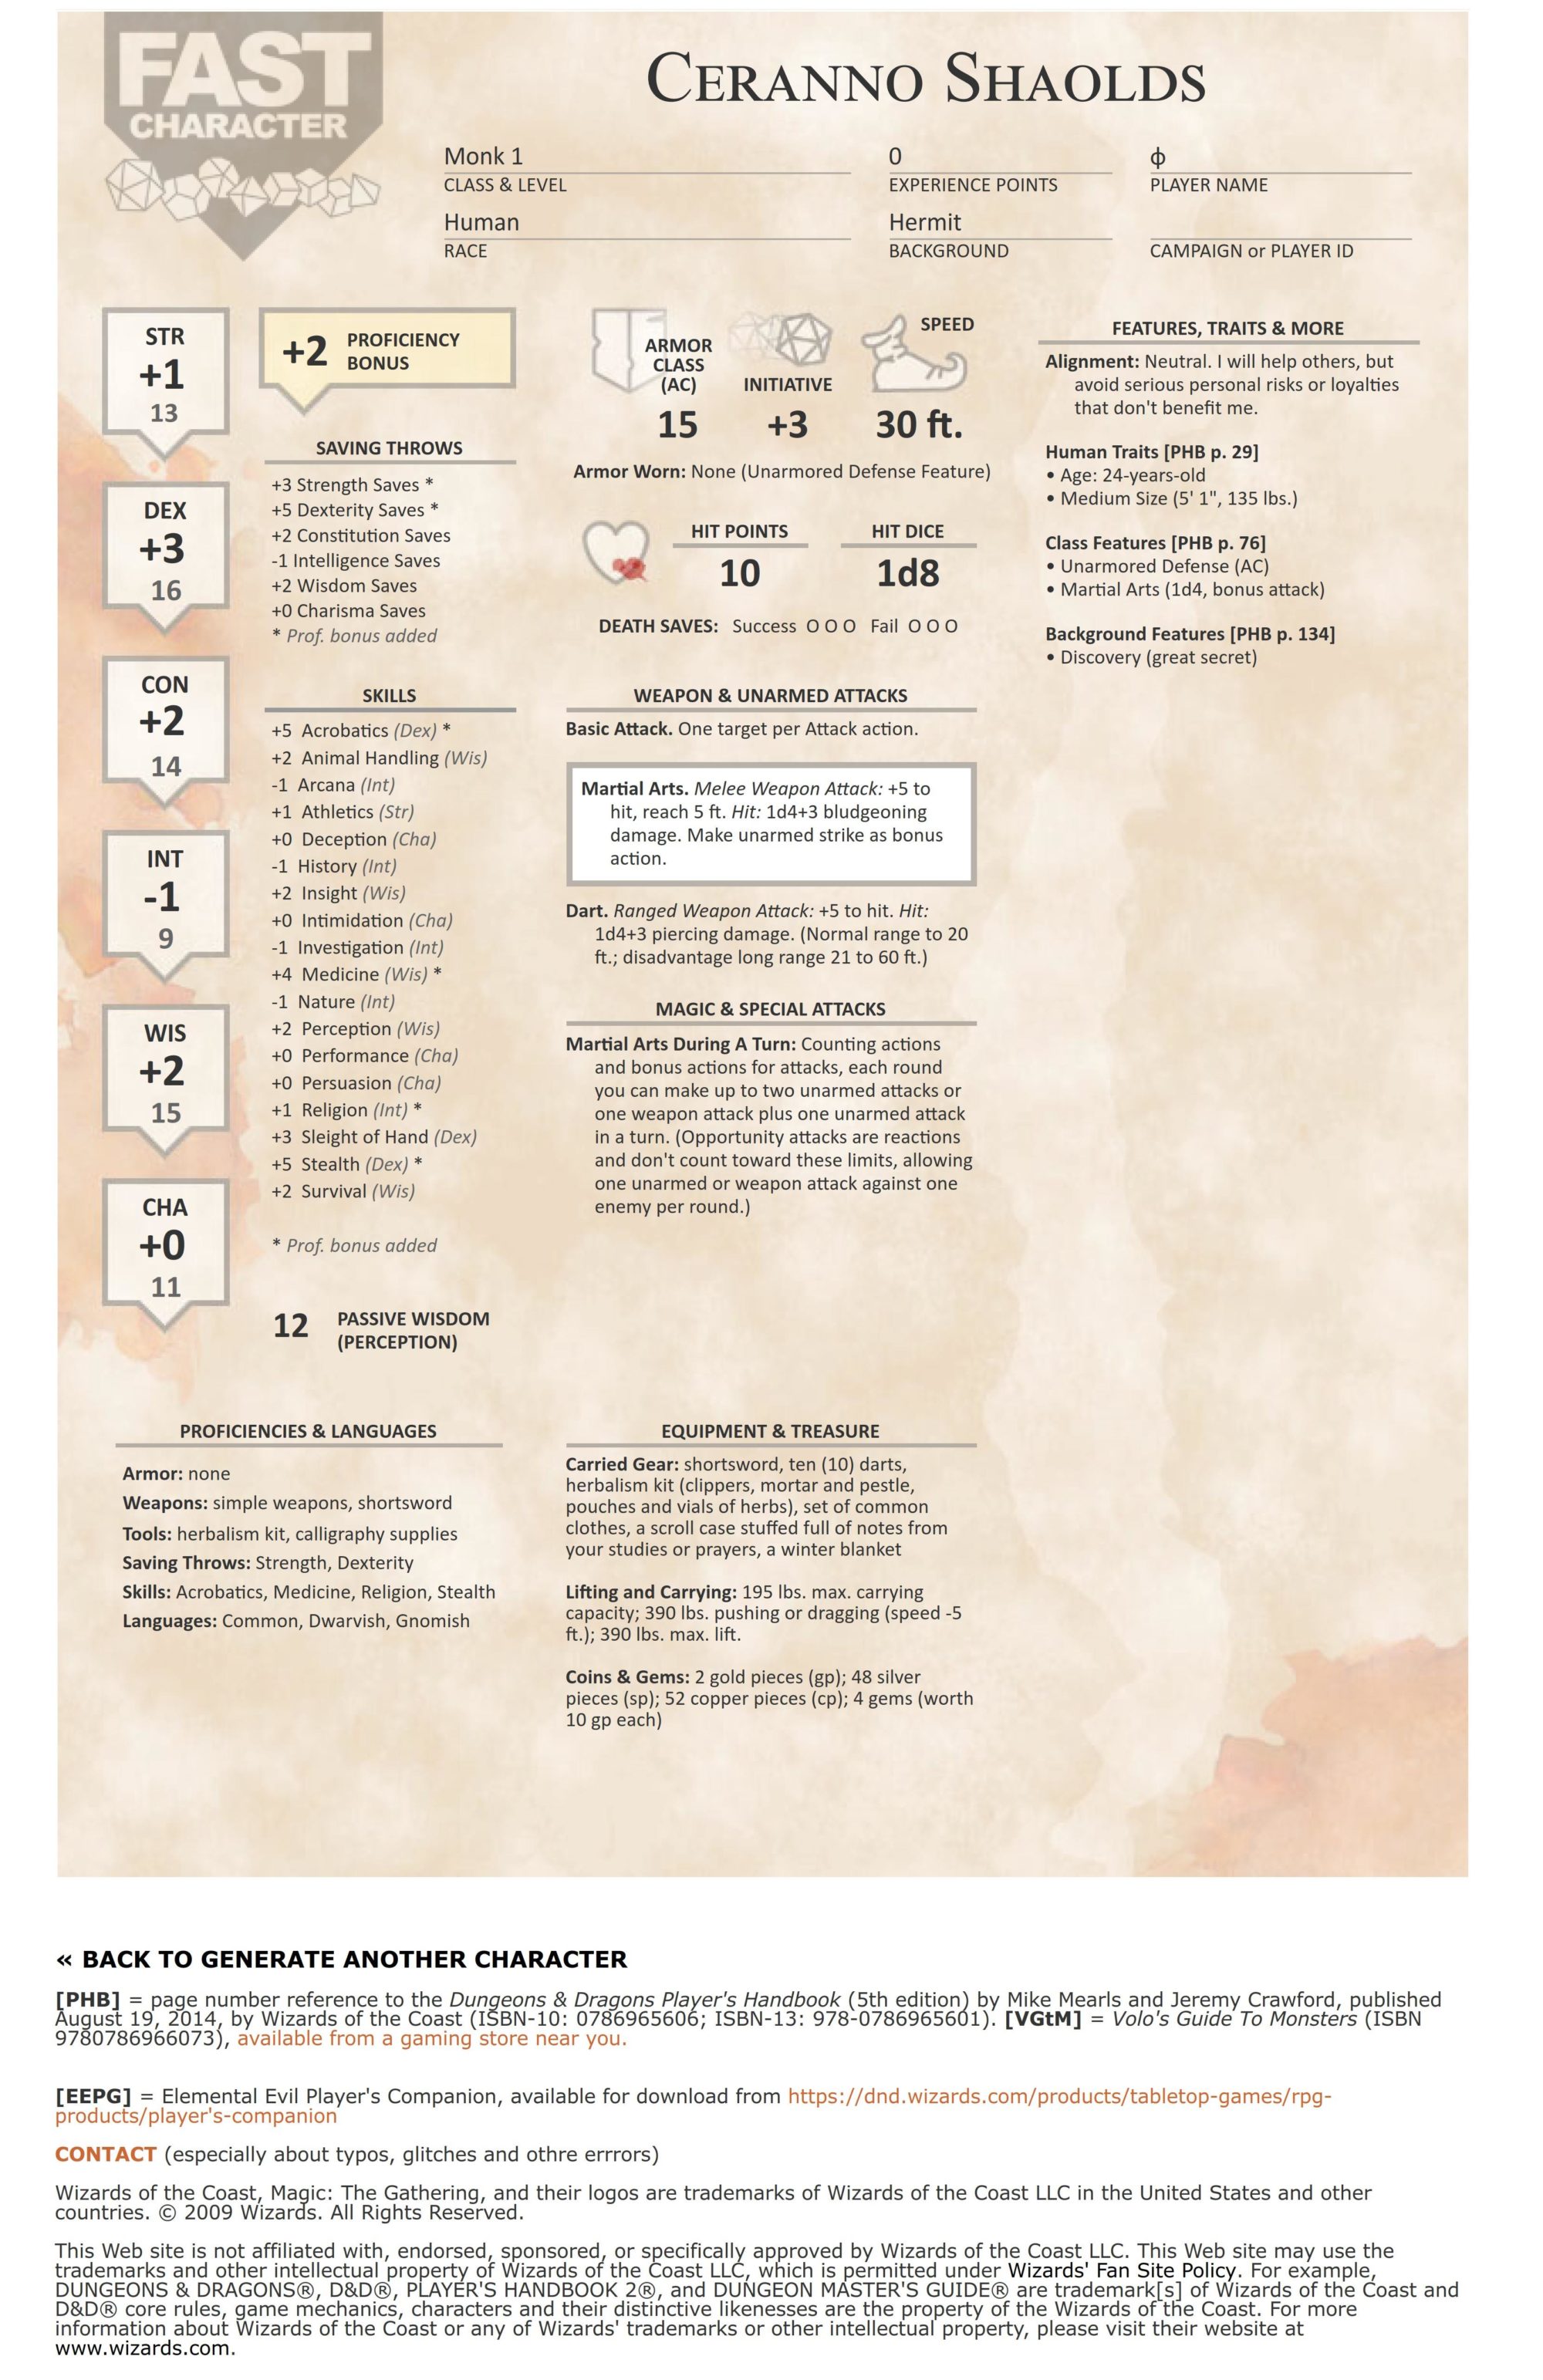 FAST
CHARACTER
CERANNO SHAOLDS
Monk 1
CLASS & LEVEL
0
EXPERIENCE POINTS
ф
PLAYER NAME
Human
RACE
Hermit
BACKGROUND
CAMPAIGN or PLAYER ID
STR
+1
13
DEX
+3
16
CON
+2
14
INT
-1
9
WIS
+2
15
CHA
+0
11
+2
PROFICIENCY
BONUS
SAVING THROWS
+3 Strength Saves *
+5 Dexterity Saves *
+2 Constitution Saves
-1 Intelligence Saves
+2 Wisdom Saves
+0 Charisma Saves
* Prof. bonus added
SKILLS
+5 Acrobatics (Dex) *
+2 Animal Handling (Wis)
-1 Arcana (Int)
+1 Athletics (Str)
+0 Deception (Cha)
-1 History (Int)
+2 Insight (Wis)
+0 Intimidation (Cha)
-1 Investigation (Int)
+4 Medicine (Wis) *
-1 Nature (Int)
+2 Perception (Wis)
+0 Performance (Cha)
+0 Persuasion (Cha)
+1 Religion (Int) *
+3 Sleight of Hand (Dex)
+5 Stealth (Dex) *
+2 Survival (Wis)
* Prof. bonus added
12
PASSIVE WISDOM
(PERCEPTION)
ARMOR
CLASS
(AC)
15
INITIATIVE
+3
SPEED
30 ft.
Armor Worn: None (Unarmored Defense Feature)
HIT POINTS
10
HIT DICE
1d8
DEATH SAVES: Success O O O Fail O O O
WEAPON & UNARMED ATTACKS
Basic Attack. One target per Attack action.
Martial Arts. Melee Weapon Attack: +5 to
hit, reach 5 ft. Hit: 1d4+3 bludgeoning
damage. Make unarmed strike as bonus
action.
Dart. Ranged Weapon Attack: +5 to hit. Hit:
1d4+3 piercing damage. (Normal range to 20
ft.; disadvantage long range 21 to 60 ft.)
MAGIC & SPECIAL ATTACKS
Martial Arts During A Turn: Counting actions
and bonus actions for attacks, each round
you can make up to two unarmed attacks or
one weapon attack plus one unarmed attack
in a turn. (Opportunity attacks are reactions
and don't count toward these limits, allowing
one unarmed or weapon attack against one
enemy per round.)
FEATURES, TRAITS & MORE
Alignment: Neutral. I will help others, but
avoid serious personal risks or loyalties
that don't benefit me.
Human Traits [PHB p. 29]
• Age: 24-years-old
• Medium Size (5' 1", 135 lbs.)
Class Features [PHB p. 76]
• Unarmored Defense (AC)
• Martial Arts (1d4, bonus attack)
Background Features [PHB p. 134]
• Discovery (great secret)
PROFICIENCIES & LANGUAGES
Armor: none
Weapons: simple weapons, shortsword
Tools: herbalism kit, calligraphy supplies
Saving Throws: Strength, Dexterity
Skills: Acrobatics, Medicine, Religion, Stealth
Languages: Common, Dwarvish, Gnomish
EQUIPMENT & TREASURE
Carried Gear: shortsword, ten (10) darts,
herbalism kit (clippers, mortar and pestle,
pouches and vials of herbs), set of common
clothes, a scroll case stuffed full of notes from
your studies or prayers, a winter blanket
Lifting and Carrying: 195 lbs. max. carrying
capacity; 390 lbs. pushing or dragging (speed -5
ft.); 390 lbs. max. lift.
Coins & Gems: 2 gold pieces (gp); 48 silver
pieces (sp); 52 copper pieces (cp); 4 gems (worth
10 gp each)
« BACK TO GENERATE ANOTHER CHARACTER
[PHB] = page number reference to the Dungeons & Dragons Player's Handbook (5th edition) by Mike Mearls and Jeremy Crawford, published
August 19, 2014, by Wizards of the Coast (ISBN-10: 0786965606; ISBN-13: 978-0786965601). [VGtM] = Volo's Guide To Monsters (ISBN
9780786966073), available from a gaming store near you.
[EEPG] = Elemental Evil Player's Companion, available for download from https://dnd.wizards.com/products/tabletop-games/rpg-
products/player's-companion
CONTACT (especially about typos, glitches and othre errrors)
Wizards of the Coast, Magic: The Gathering, and their logos are trademarks of Wizards of the Coast LLC in the United States and other
countries. © 2009 Wizards. All Rights Reserved.
This Web site is not affiliated with, endorsed, sponsored, or specifically approved by Wizards of the Coast LLC. This Web site may use the
trademarks and other intellectual property of Wizards of the Coast LLC, which is permitted under Wizards' Fan Site Policy. For example,
DUNGEONS & DRAGONS®, D&D®, PLAYER'S HANDBOOK 2®, and DUNGEON MASTER'S GUIDE® are trademark[s] of Wizards of the Coast and
D&D® core rules, game mechanics, characters and their distinctive likenesses are the property of the Wizards of the Coast. For more
information about Wizards of the Coast or any of Wizards' trademarks or other intellectual property, please visit their website at
www.wizards.com.